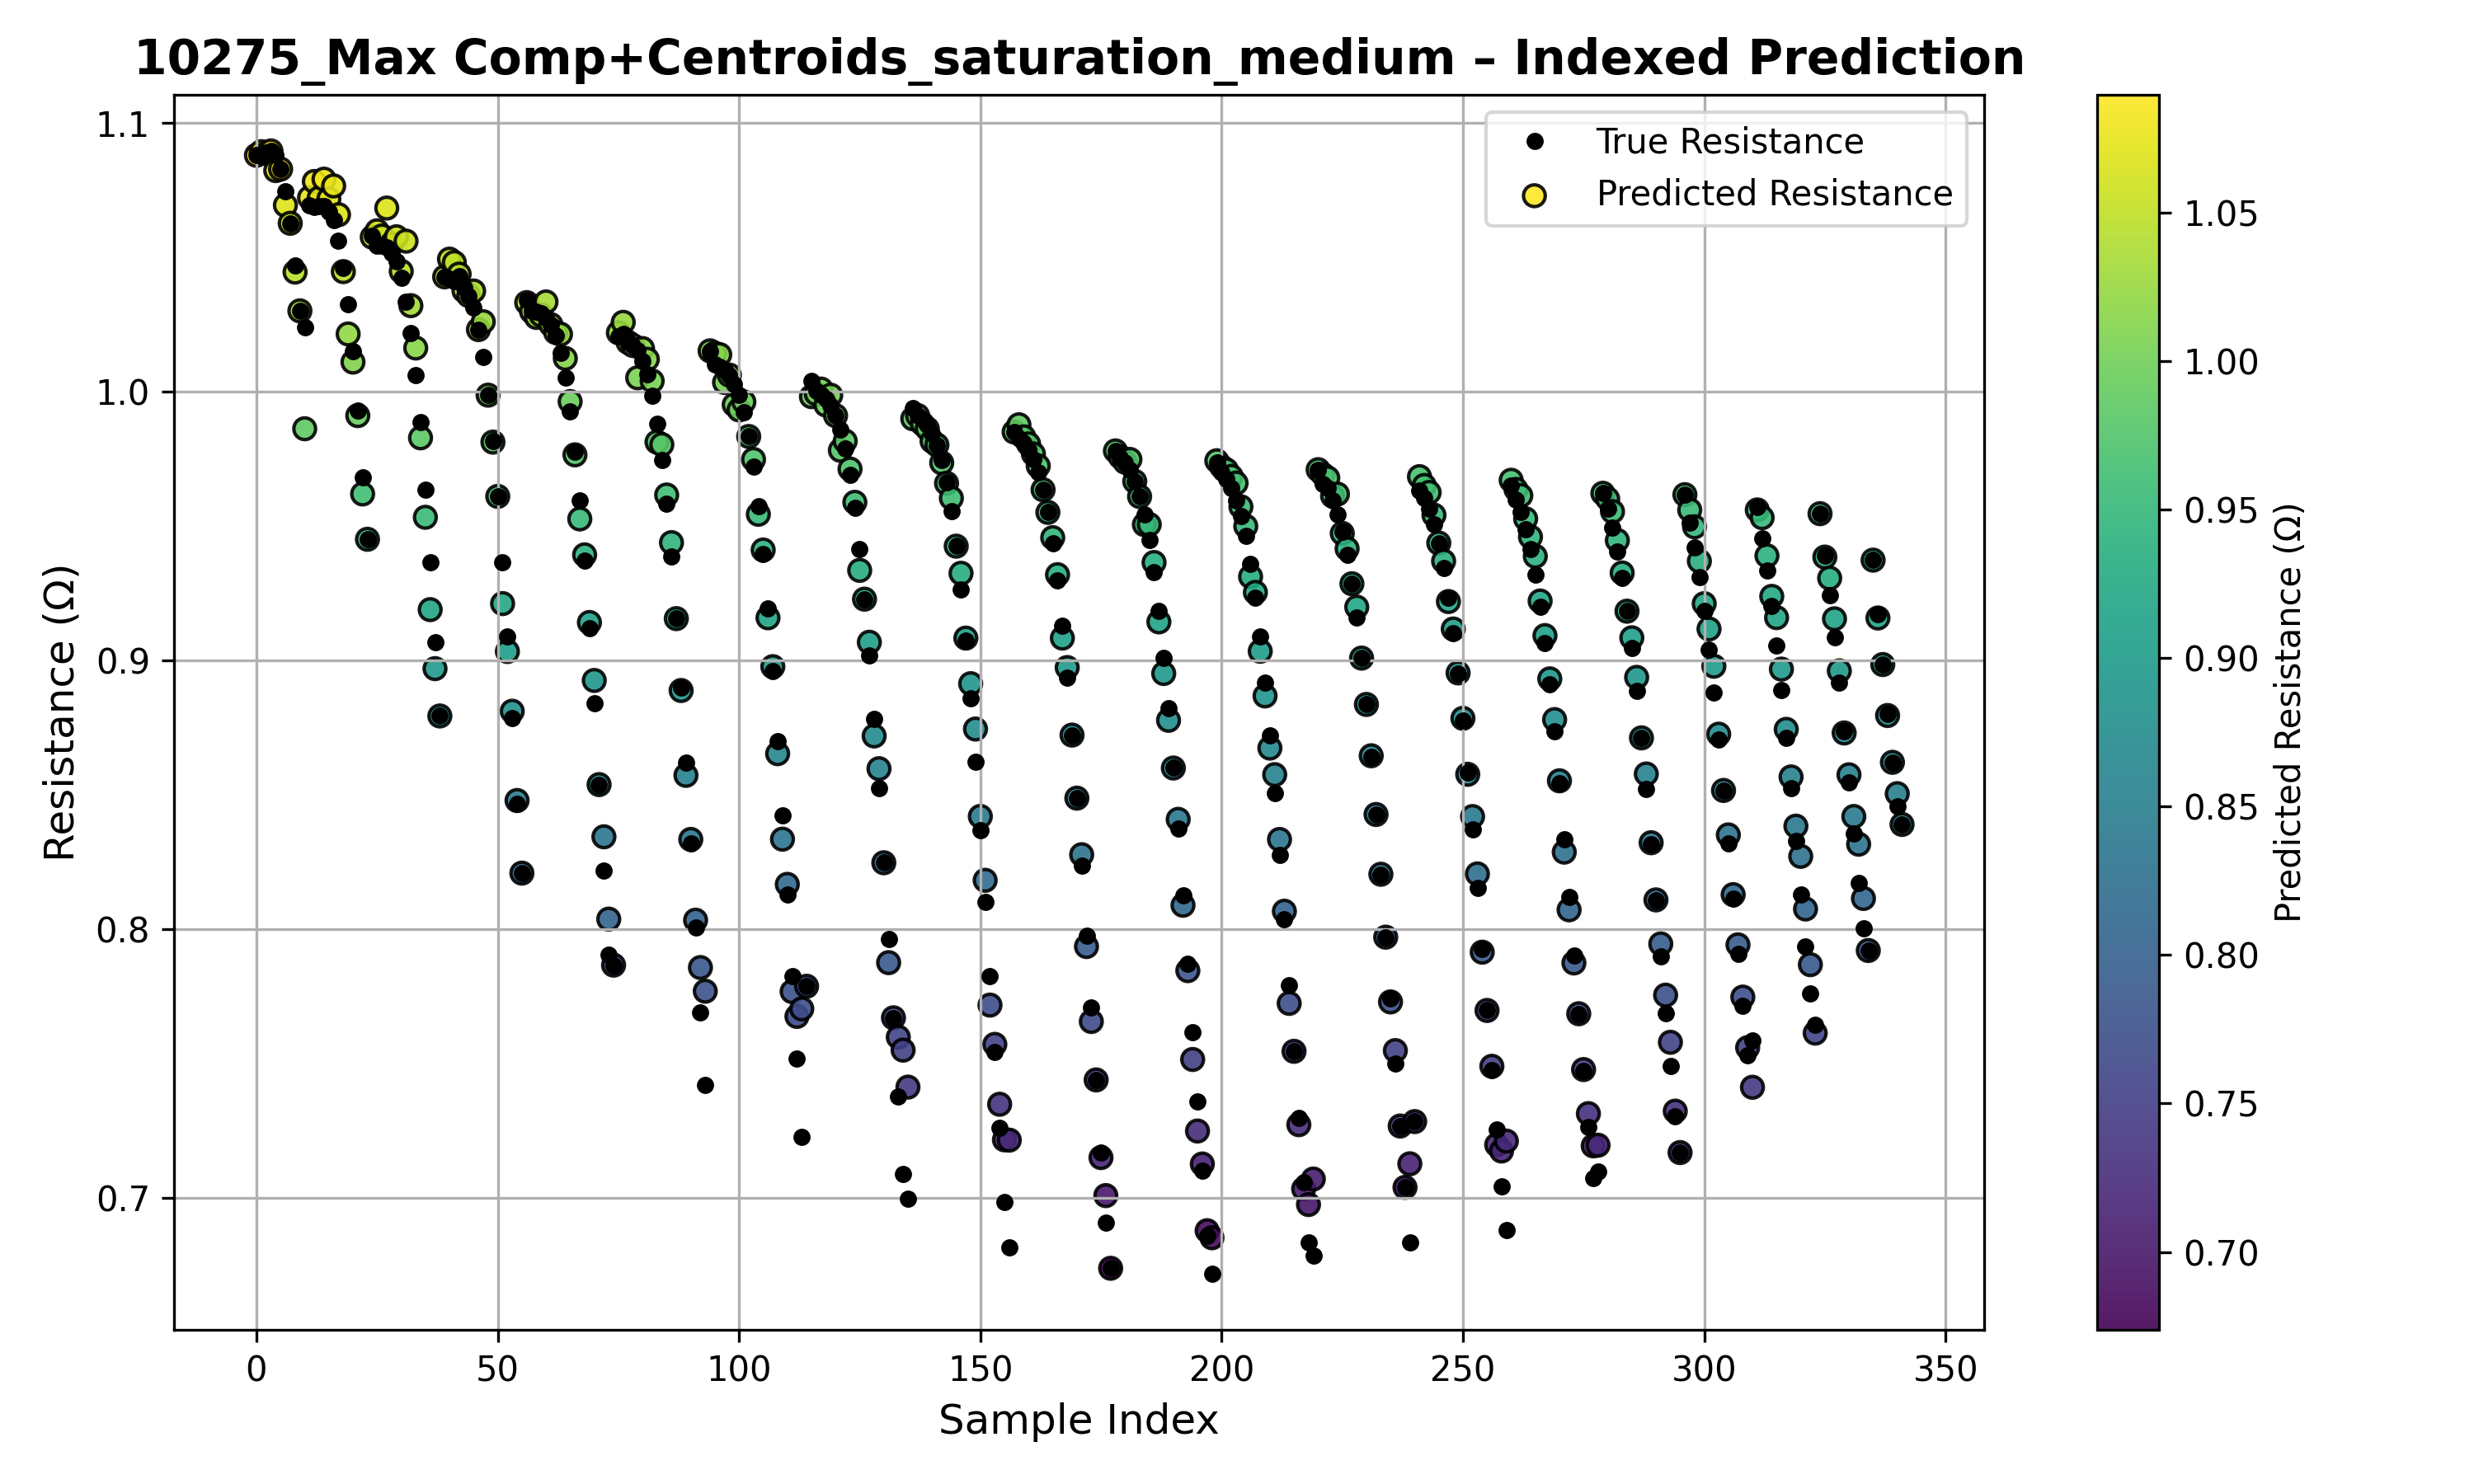 10275_Max Comp+Centroids_saturation_medium – Indexed Prediction
True Resistance
Predicted Resistance
Resistance (Ω)
1.1
1.0
0.9
0.8
0.7
0 50 100 150 200 250 300 350
Sample Index
1.05
1.00
0.95
0.90
0.85
0.80
0.75
0.70
Predicted Resistance (Ω)